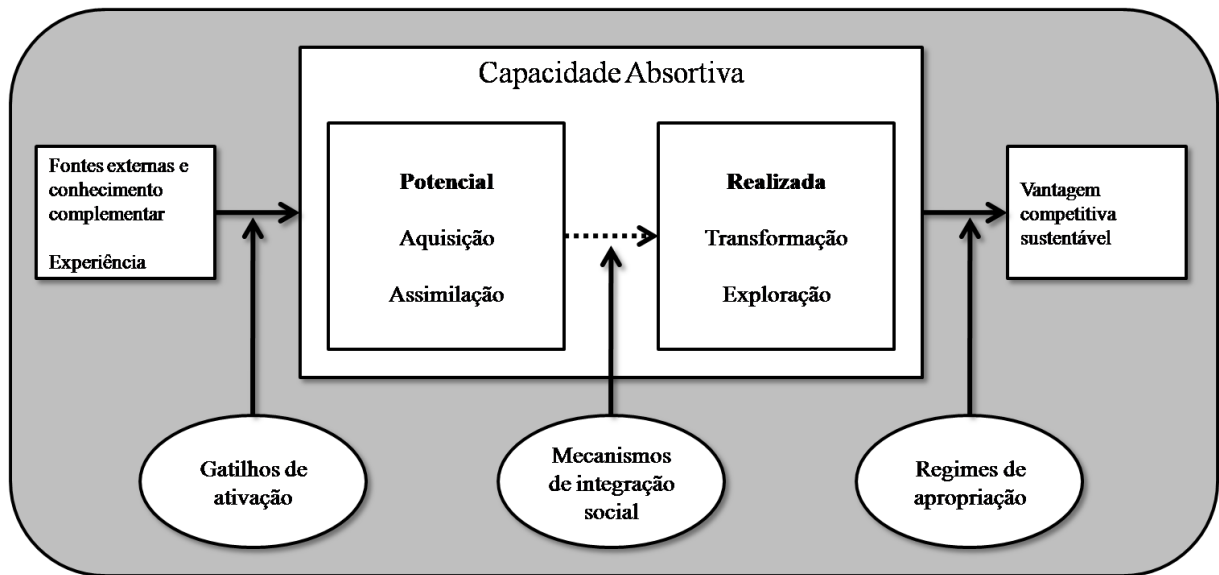 Capacidade Absortiva
Fontes externas e
conhecimento
complementar
Experiência
Potencial
Aquisição
Assimilação
Realizada
Transformação
Exploração
Vantagem
competitiva
sustentável
Gatilhos de
ativação
Mecanismos
de integração
social
Regimes de
apropriação